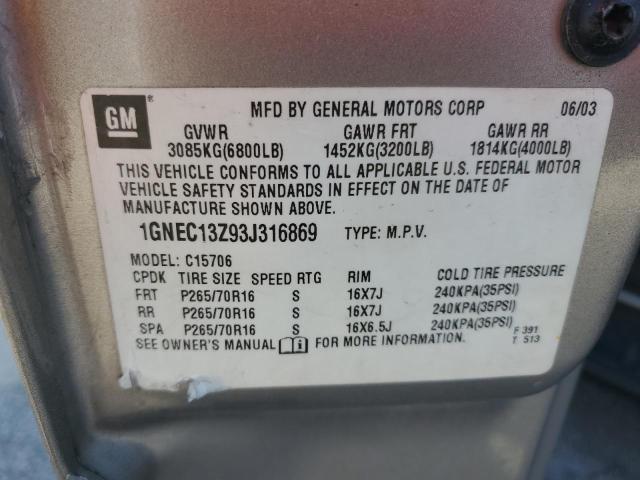 GM ® MFD BY GENERAL MOTORS CORP 06/03
GVWR GAWR FRT GAWR RR
3085KG(6800LB) 1452KG(3200LB) 1814KG(4000LB)
THIS VEHICLE CONFORMS TO ALL APPLICABLE U.S. FEDERAL MOTOR
VEHICLE SAFETY STANDARDS IN EFFECT ON THE DATE OF
MANUFACTURE SHOWN ABOVE.
1GNEC13Z93J316869 TYPE: M.P.V.
MODEL: C15706
CPDK TIRE SIZE SPEED RTG RIM COLD TIRE PRESSURE
FRT P265/70R16 S 16X7J 240KPA(35PSI)
RR P265/70R16 S 16X7J 240KPA(35PSI)
SPA P265/70R16 S 16X6.5J 240KPA(35PSI) F 391
SEE OWNER'S MANUAL i FOR MORE INFORMATION. T 513